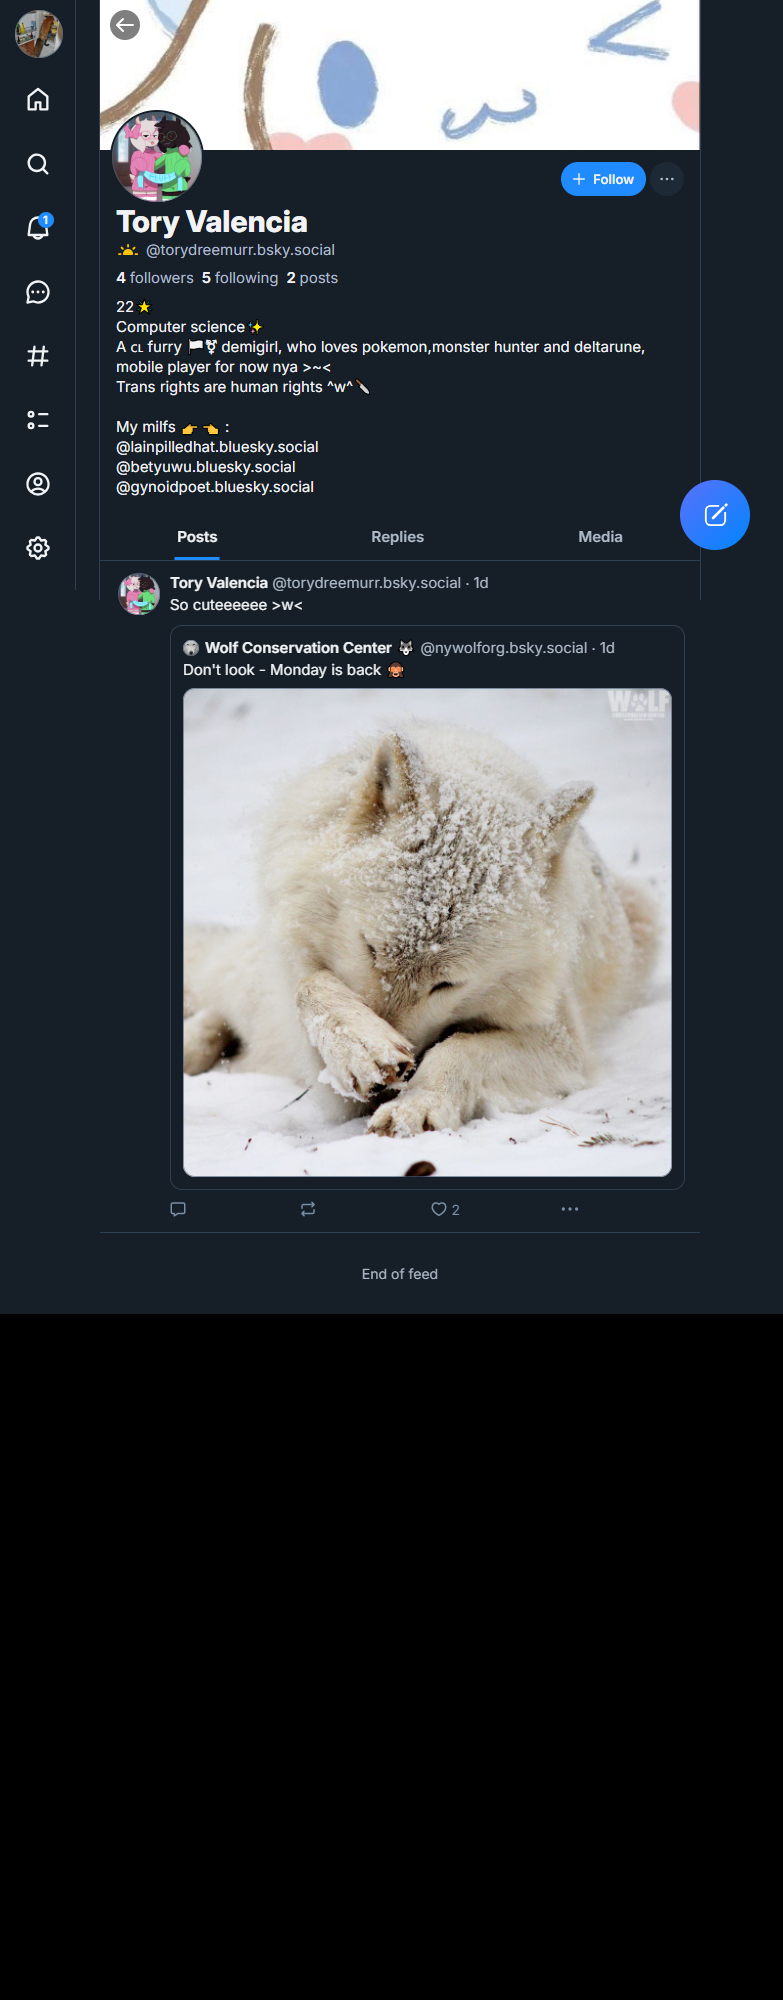 1
+ Follow
Tory Valencia
@torydreemurr.bsky.social
4 followers 5 following 2 posts
22🌟
Computer science✨
A 🇨🇱 furry 🏳️‍⚧️ demigirl, who loves pokemon,monster hunter and deltarune,
mobile player for now nya >~<
Trans rights are human rights ^w^🔪
My milfs 👉👈 :
@lainpilledhat.bluesky.social
@betyuwu.bluesky.social
@gynoidpoet.bluesky.social
Posts Replies Media
Tory Valencia @torydreemurr.bsky.social · 1d
So cuteeeeee >w<
Wolf Conservation Center 🐺 @nywolforg.bsky.social · 1d
Don't look - Monday is back 🙈
WOLF
2
End of feed